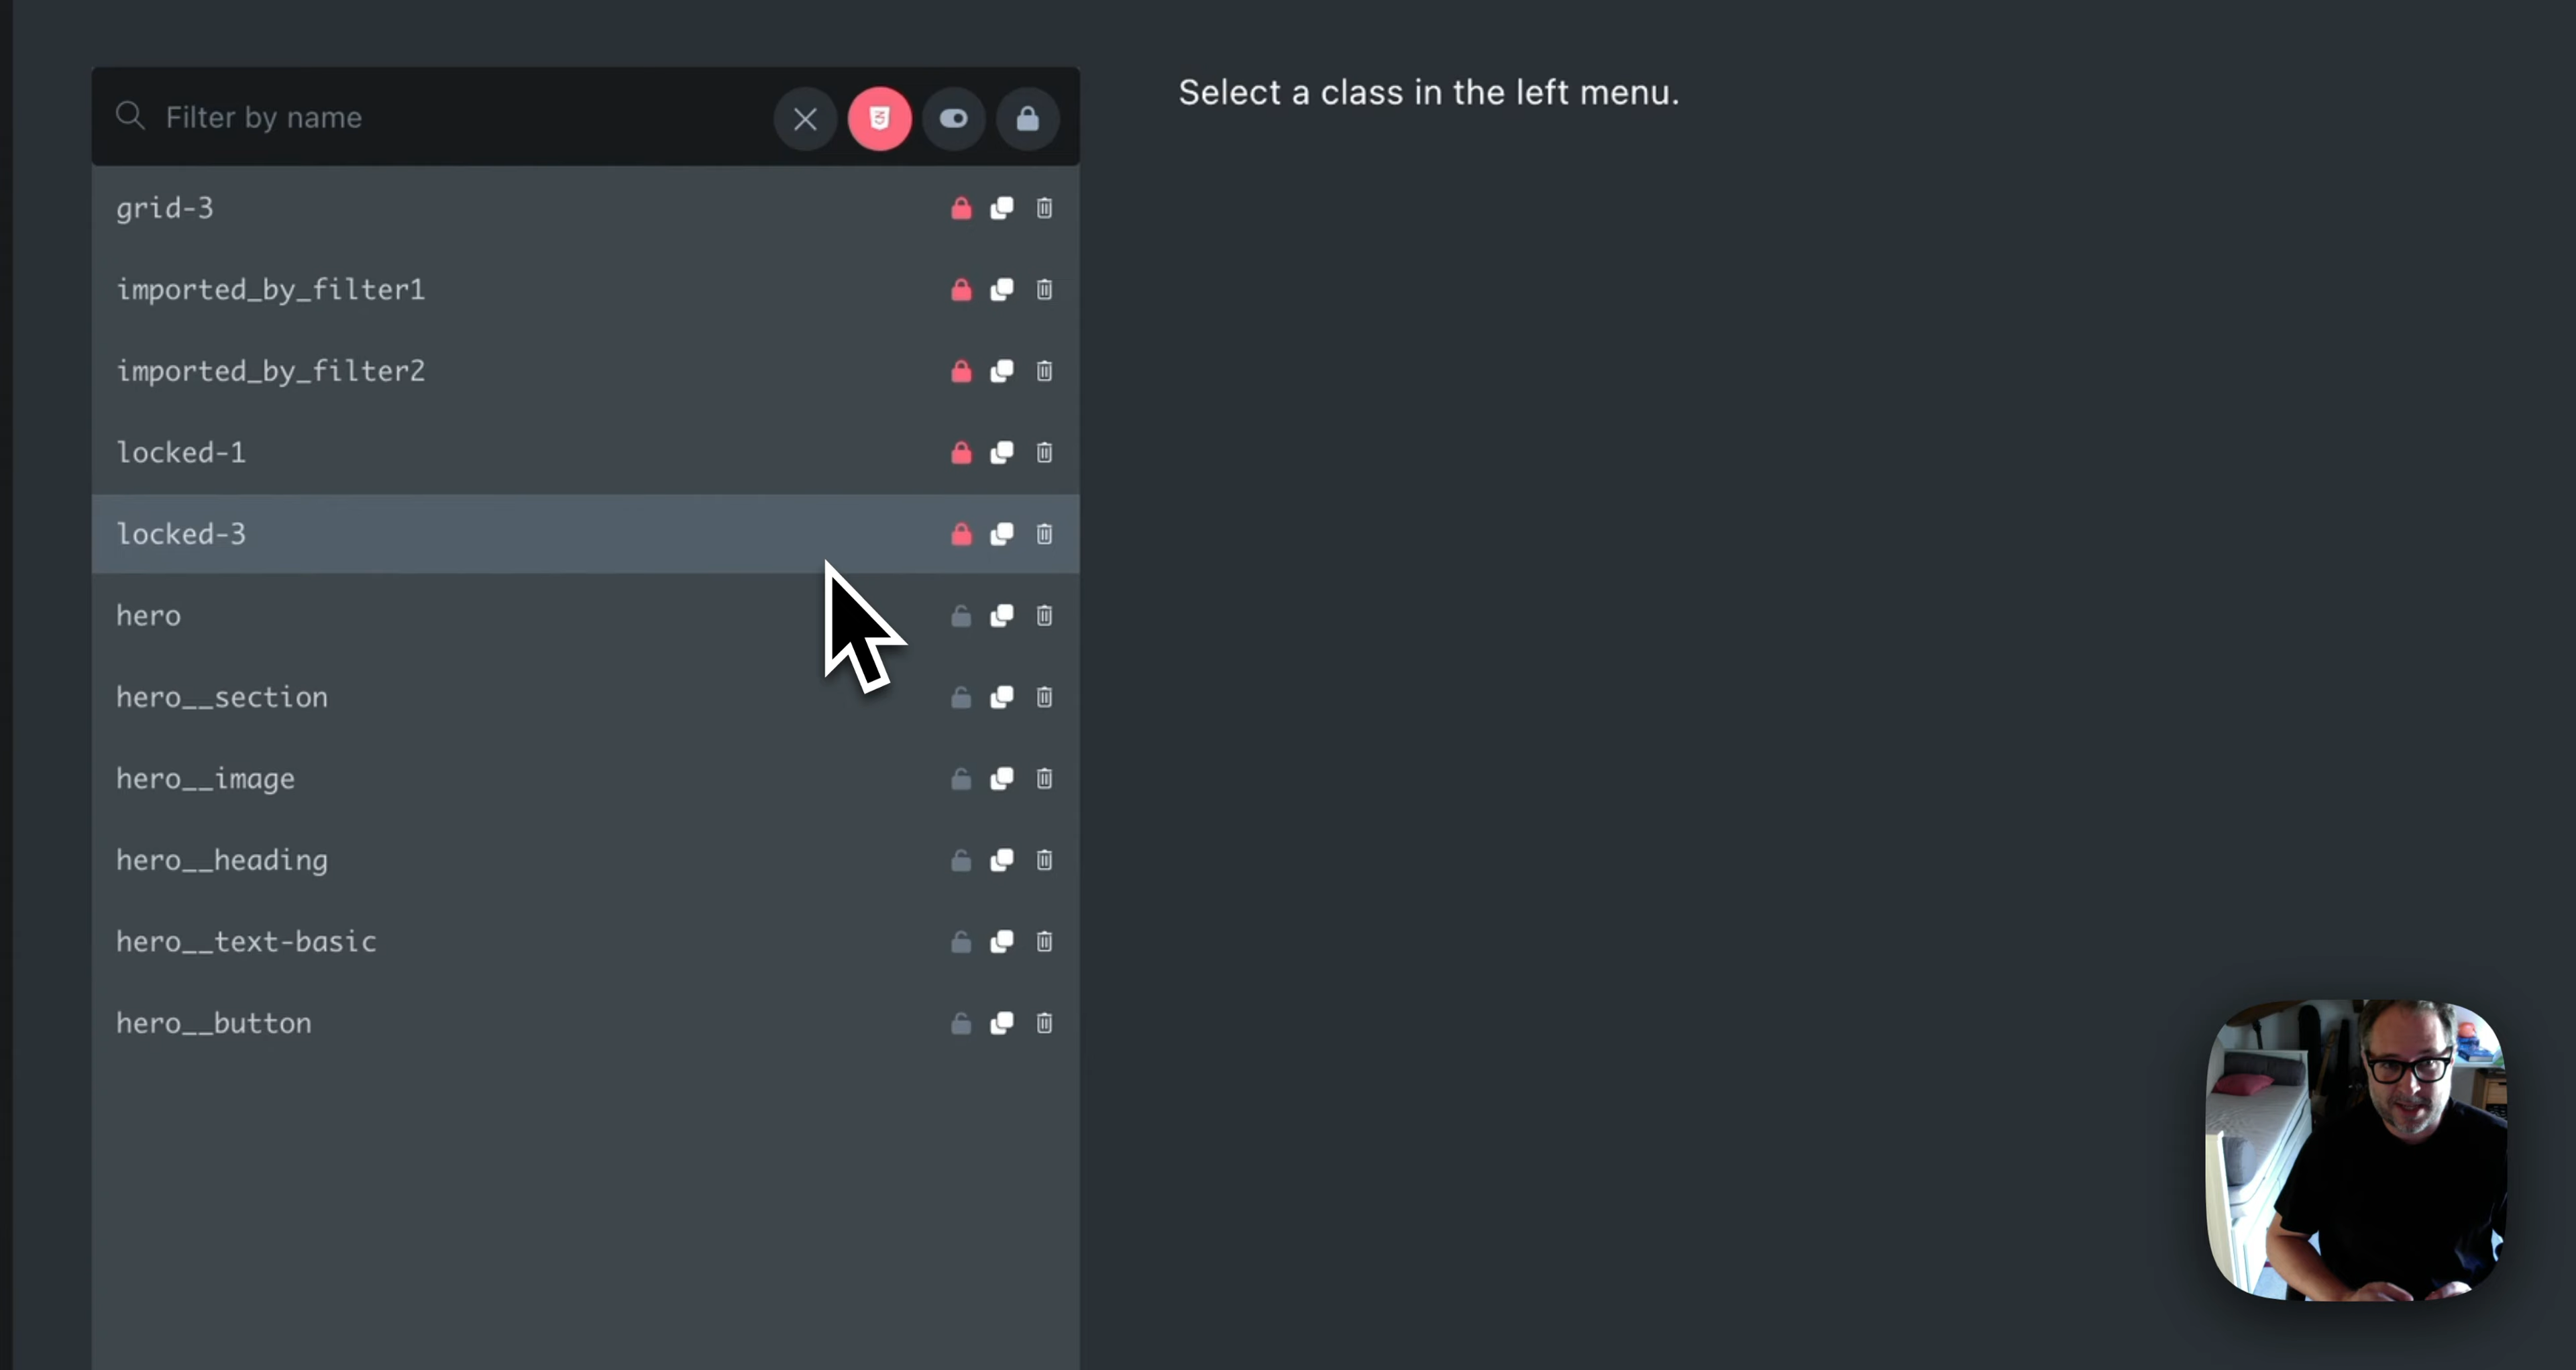 Filter by name
Select a class in the left menu.
grid-3
imported_by_filter1
imported_by_filter2
locked-1
locked-3
hero
hero__section
hero__image
hero__heading
hero__text-basic
hero__button